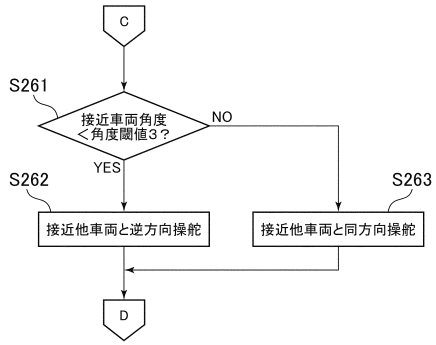 C
S261
接近車両角度
＜角度閾値3？
NO
YES
S262
S263
接近他車両と逆方向操舵
接近他車両と同方向操舵
D